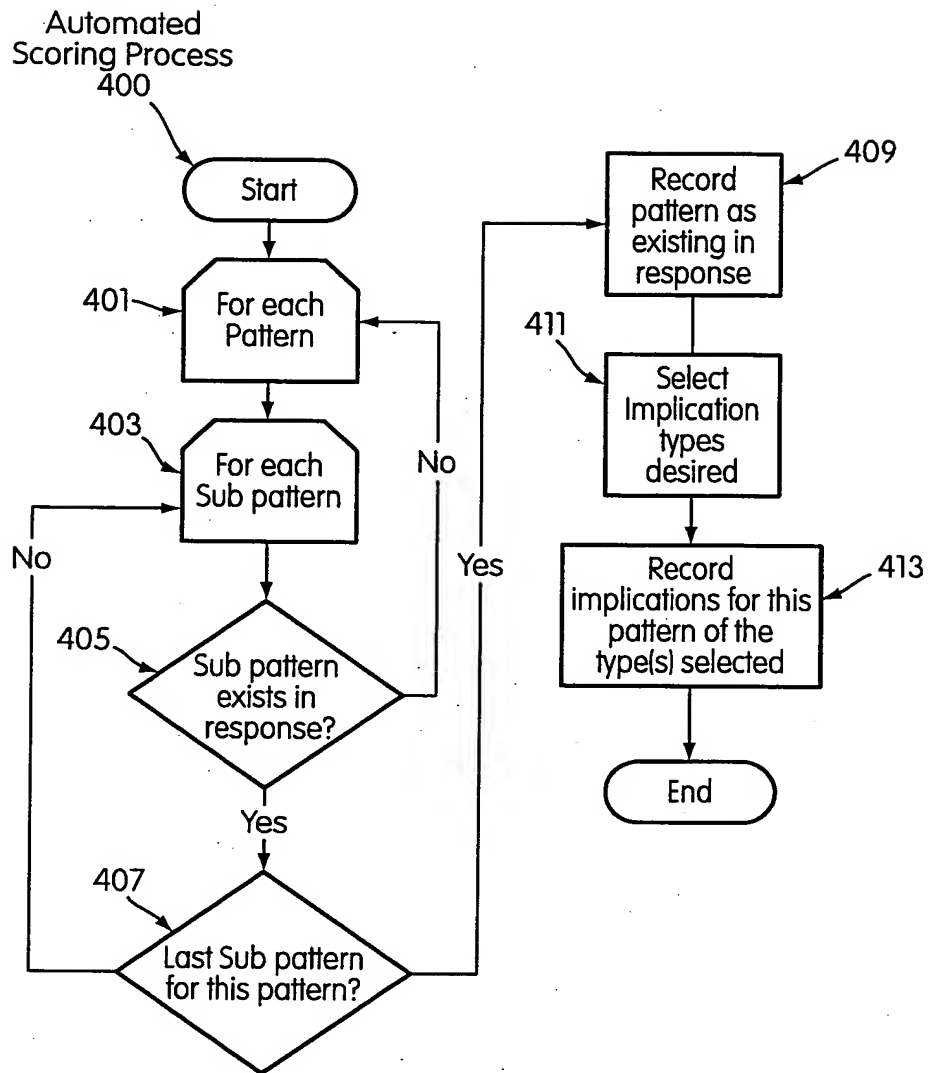 Automated
Scoring Process
400
Start
401
For each
Pattern
403
For each
Sub pattern
No
No
405
Sub pattern
exists in
response?
Yes
407
Last Sub pattern
for this pattern?
Yes
409
Record
pattern as
existing in
response
411
Select
Implication
types
desired
413
Record
implications for this
pattern of the
type(s) selected
End